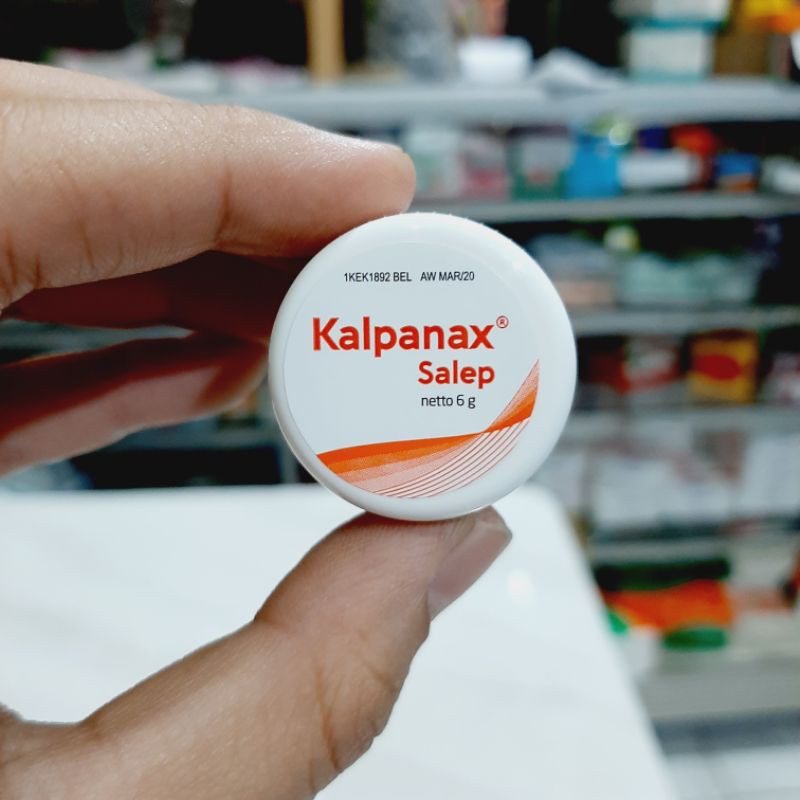 1KEK1892 BEL AW MAR/20
Kalpanax®
Salep
netto 6 g